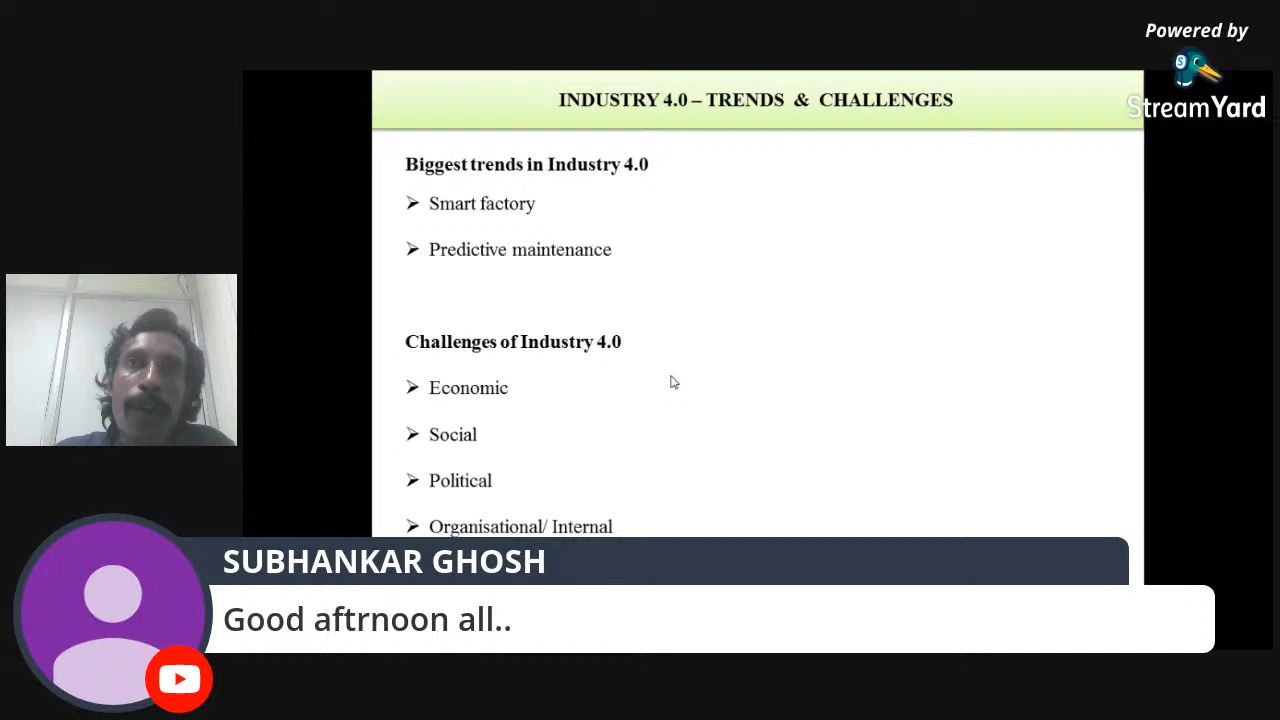 Powered by
StreamYard
INDUSTRY 4.0 – TRENDS & CHALLENGES
Biggest trends in Industry 4.0
➢ Smart factory
➢ Predictive maintenance
Challenges of Industry 4.0
➢ Economic
➢ Social
➢ Political
➢ Organisational/ Internal
SUBHANKAR GHOSH
Good aftrnoon all..